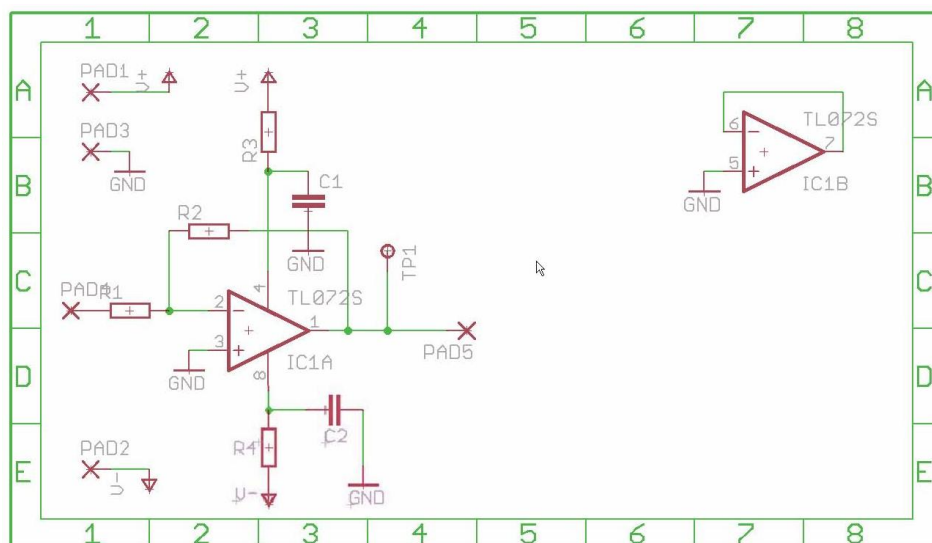 1 2 3 4 5 6 7 8
A A
PAD1 V+ V+
PAD3 R3 6 TL072S
7
GND C1 5
B B
R2 GND IC1B
GND TP1
C C
PAD4 R1 4 TL072S
2 1
3 IC1A PAD5
GND 8
D D
C2
PAD2 R4
E E
V- V- GND
1 2 3 4 5 6 7 8